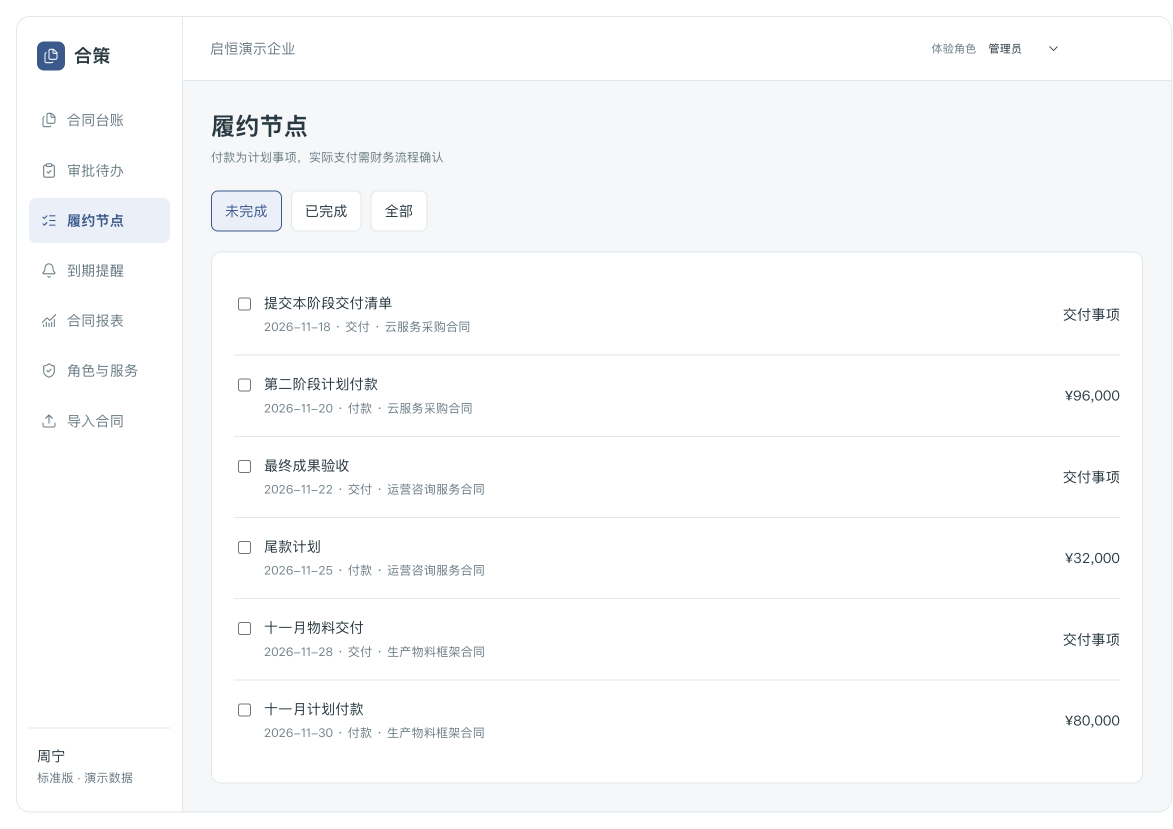 合策
合同台账
审批待办
履约节点
到期提醒
合同报表
角色与服务
导入合同
周宁
标准版 · 演示数据
启恒演示企业
体验角色 管理员
履约节点
付款为计划事项，实际支付需财务流程确认
未完成 已完成 全部
提交本阶段交付清单
2026-11-18 · 交付 · 云服务采购合同
交付事项
第二阶段计划付款
2026-11-20 · 付款 · 云服务采购合同
¥96,000
最终成果验收
2026-11-22 · 交付 · 运营咨询服务合同
交付事项
尾款计划
2026-11-25 · 付款 · 运营咨询服务合同
¥32,000
十一月物料交付
2026-11-28 · 交付 · 生产物料框架合同
交付事项
十一月计划付款
2026-11-30 · 付款 · 生产物料框架合同
¥80,000